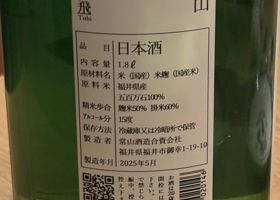 飛
Tobi
山
品目 日本酒
内容量 1.8ℓ
原材料名 米(国産) 米麹(国産米)
原料米 福井県産
五百万石100%
精米歩合 麹米50% 掛米60%
アルコール分 15度
保存方法 冷蔵庫又は冷暗所で保管
製造者 常山酒造合資会社
福井県福井市御幸1-19-10
製造年月 2025年5月